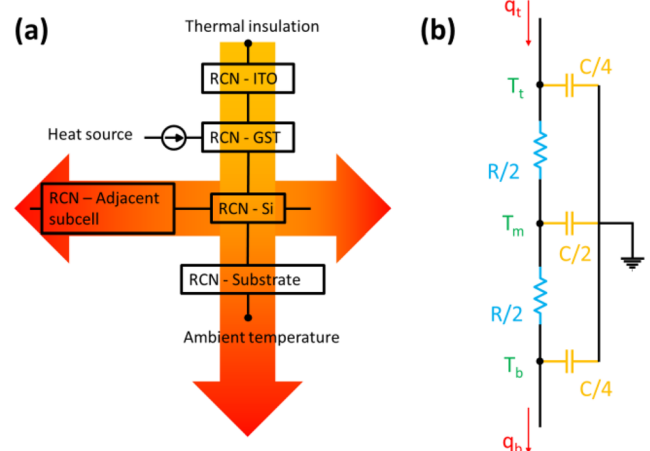 (a)
Thermal insulation
RCN - ITO
Heat source
RCN - GST
RCN – Adjacent
subcell
RCN - Si
RCN - Substrate
Ambient temperature
(b)
qt
C/4
Tt
R/2
Tm
C/2
R/2
Tb
C/4
qb